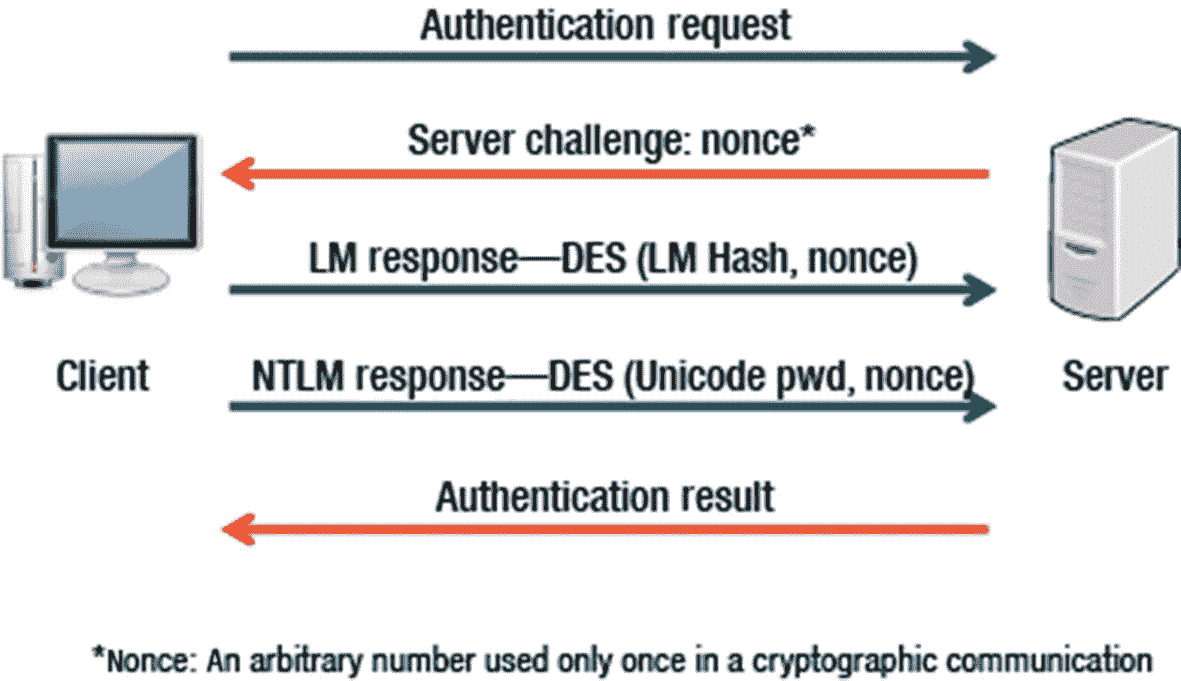 Authentication request
Server challenge: nonce*
LM response—DES (LM Hash, nonce)
Client
NTLM response—DES (Unicode pwd, nonce)
Server
Authentication result
*Nonce: An arbitrary number used only once in a cryptographic communication